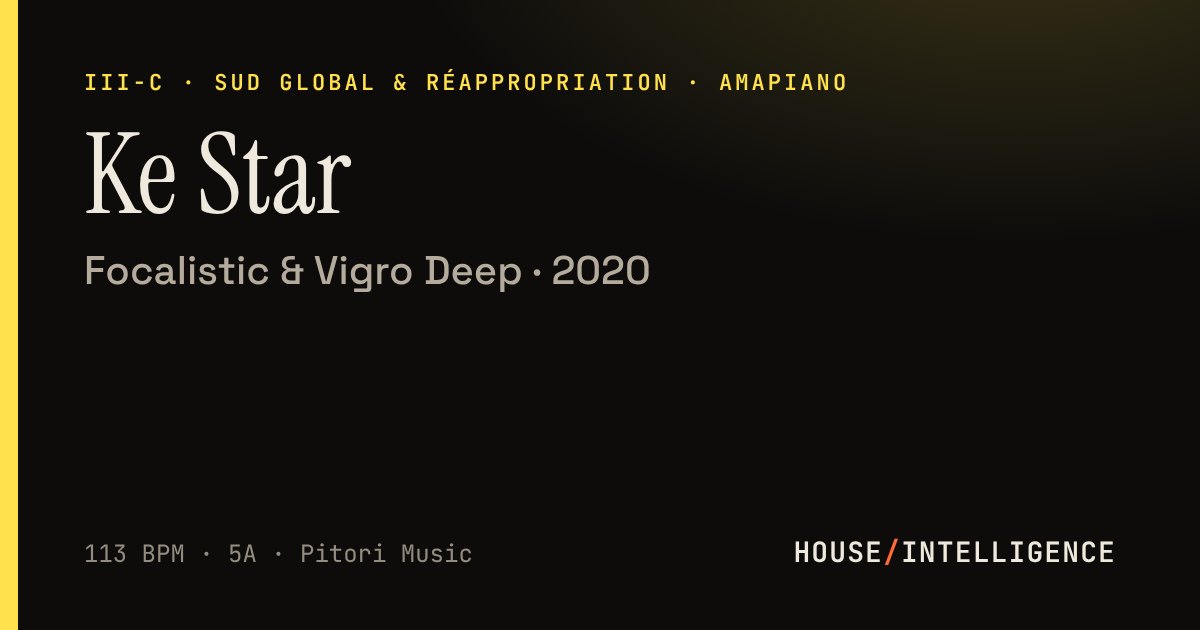 III-C · SUD GLOBAL & RÉAPPROPRIATION · AMAPIANO
Ke Star
Focalistic & Vigro Deep · 2020
113 BPM · 5A · Pitori Music
HOUSE/INTELLIGENCE